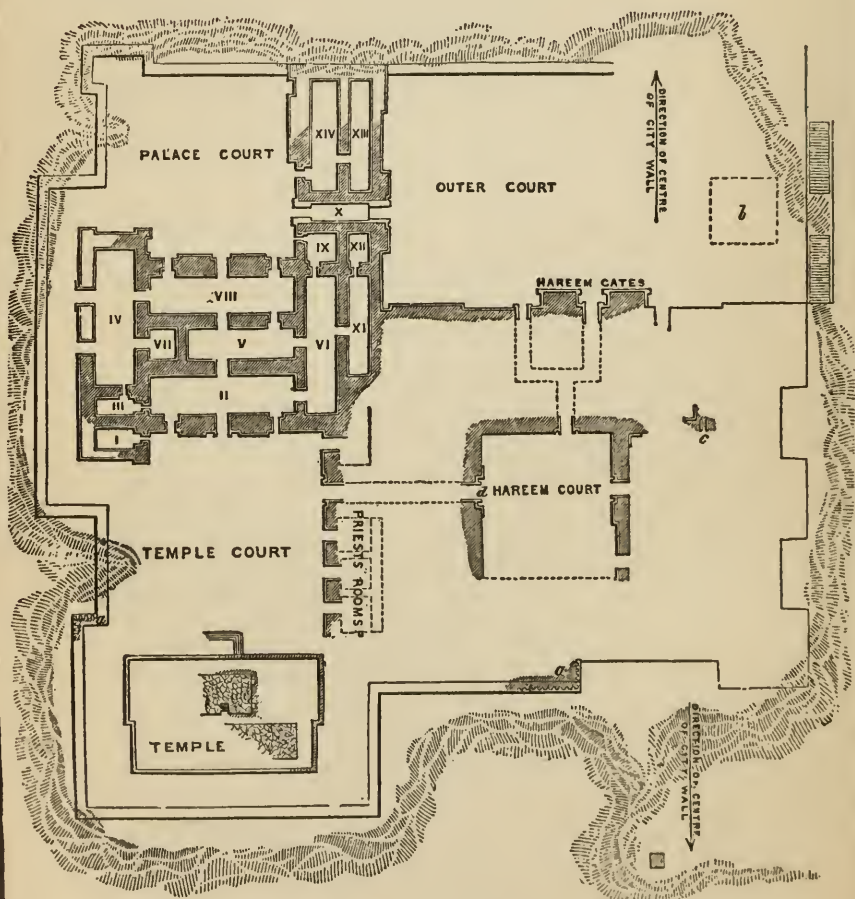 DIRECTION OF CENTRE
OF CITY WALL
PALACE COURT
XIV
XIII
OUTER COURT
l
X
IX
XII
HAREEM GATES
VIII
IV
VII
V
VI
XI
II
III
I
c
d HAREEM COURT
TEMPLE COURT
PRIESTS' ROOMS
a
a
TEMPLE
DIRECTION OF CENTRE
OF CITY WALL